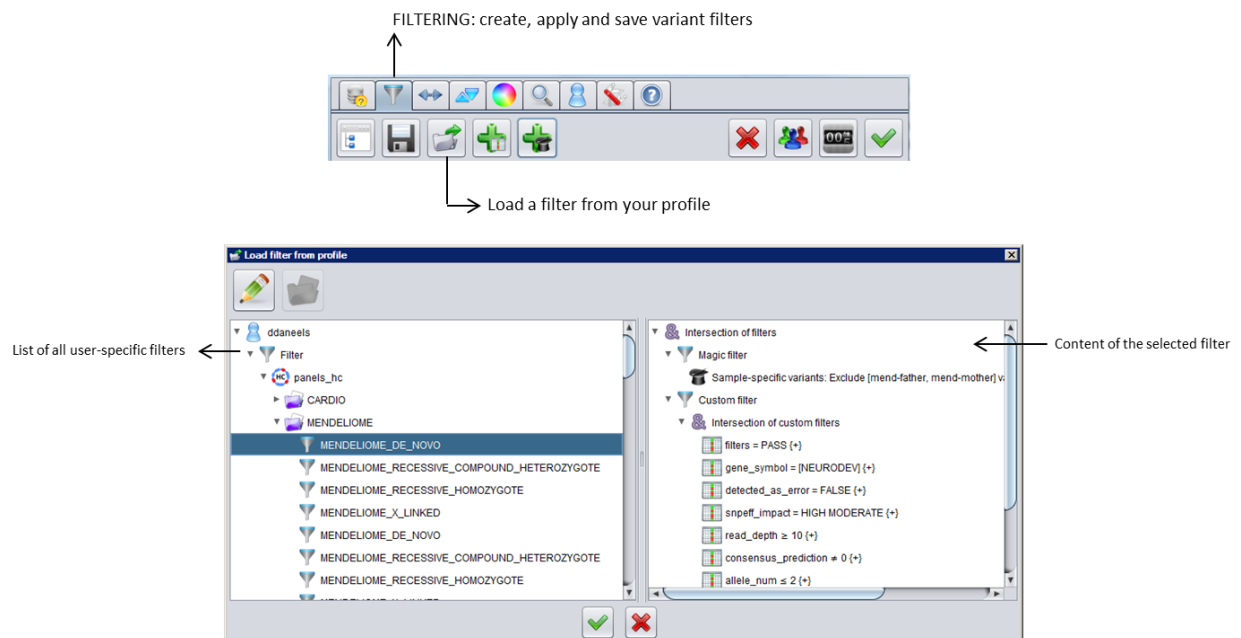 FILTERING: create, apply and save variant filters
Load a filter from your profile
Load filter from profile
List of all user-specific filters
ddaneels
Filter
HC panels_hc
CARDIO
MENDELIOME
MENDELIOME_DE_NOVO
MENDELIOME_RECESSIVE_COMPOUND_HETEROZYGOTE
MENDELIOME_RECESSIVE_HOMOZYGOTE
MENDELIOME_X_LINKED
MENDELIOME_DE_NOVO
MENDELIOME_RECESSIVE_COMPOUND_HETEROZYGOTE
MENDELIOME_RECESSIVE_HOMOZYGOTE
Intersection of filters
Magic filter
Sample-specific variants: Exclude [mend-father, mend-mother] va
Custom filter
Intersection of custom filters
filters = PASS {+}
gene_symbol = [NEURODEV] {+}
detected_as_error = FALSE {+}
snpeff_impact = HIGH MODERATE {+}
read_depth ≥ 10 {+}
consensus_prediction ≠ 0 {+}
allele_num ≤ 2 {+}
Content of the selected filter